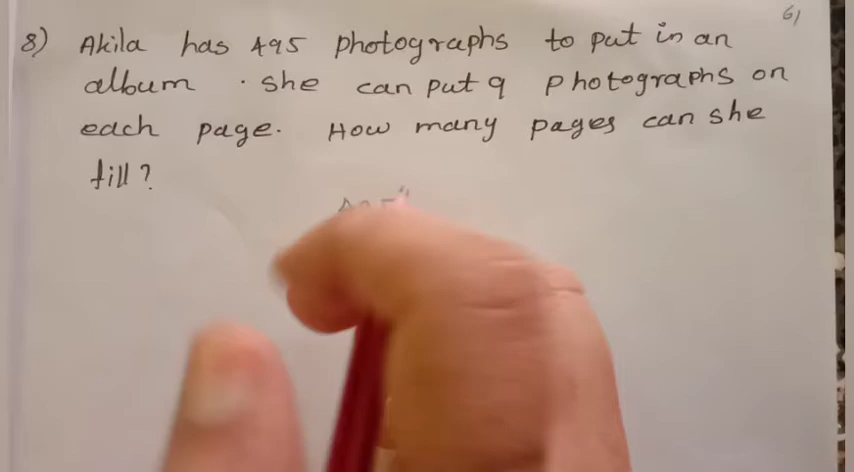 61
8) Akila has 495 photographs to put in an
album. she can put 9 photographs on
each page. How many pages can she
fill?